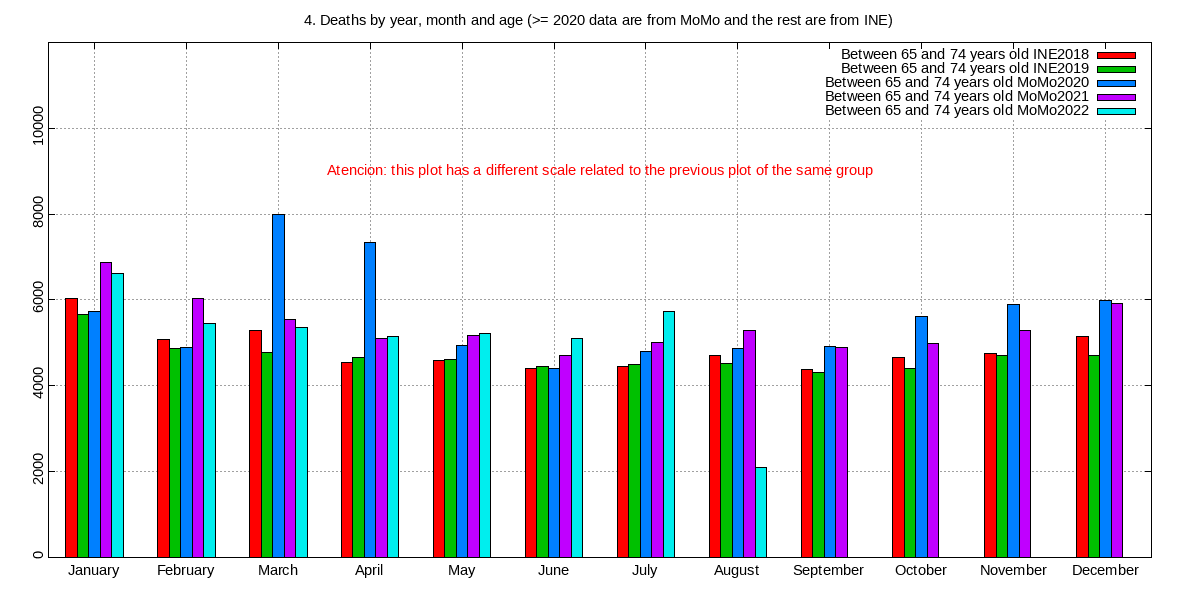 4. Deaths by year, month and age (>= 2020 data are from MoMo and the rest are from INE)
Between 65 and 74 years old INE2018
Between 65 and 74 years old INE2019
Between 65 and 74 years old MoMo2020
Between 65 and 74 years old MoMo2021
Between 65 and 74 years old MoMo2022
Atencion: this plot has a different scale related to the previous plot of the same group
10000
8000
6000
4000
2000
0
January February March April May June July August September October November December